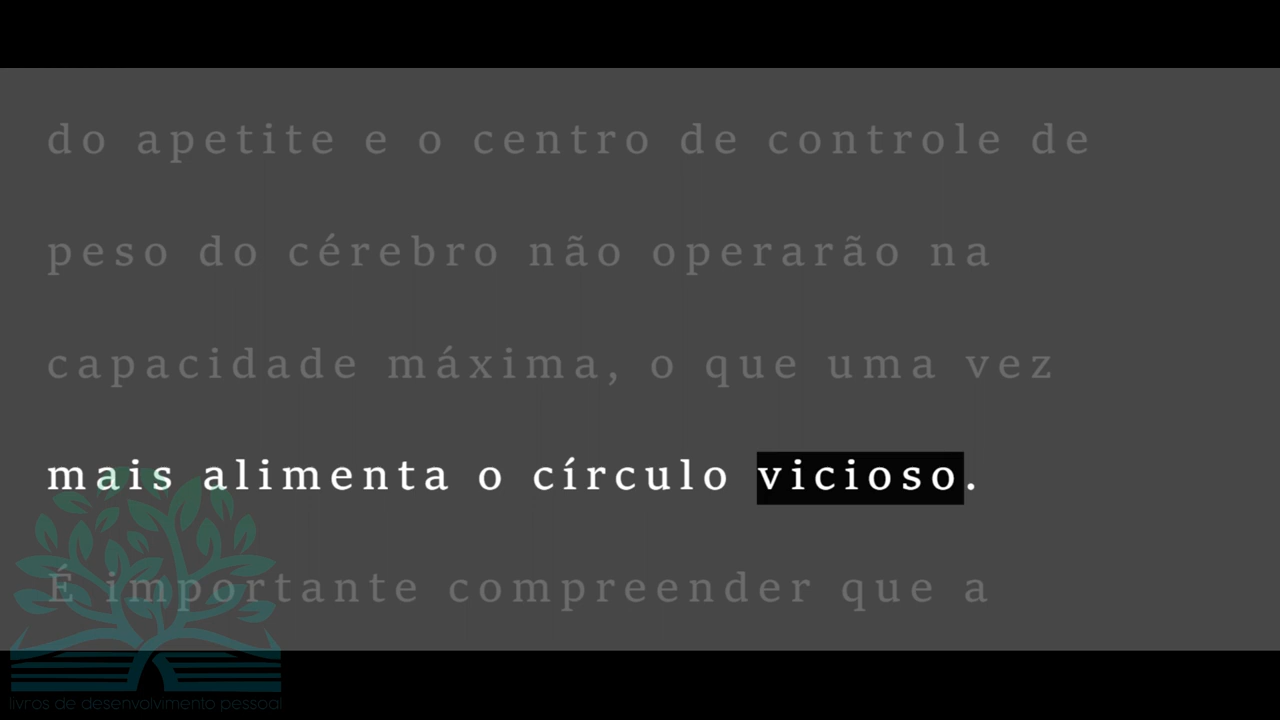 do apetite e o centro de controle de
peso do cérebro não operarão na
capacidade máxima, o que uma vez
mais alimenta o círculo vicioso.
É importante compreender que a
livros de desenvolvimento pessoal